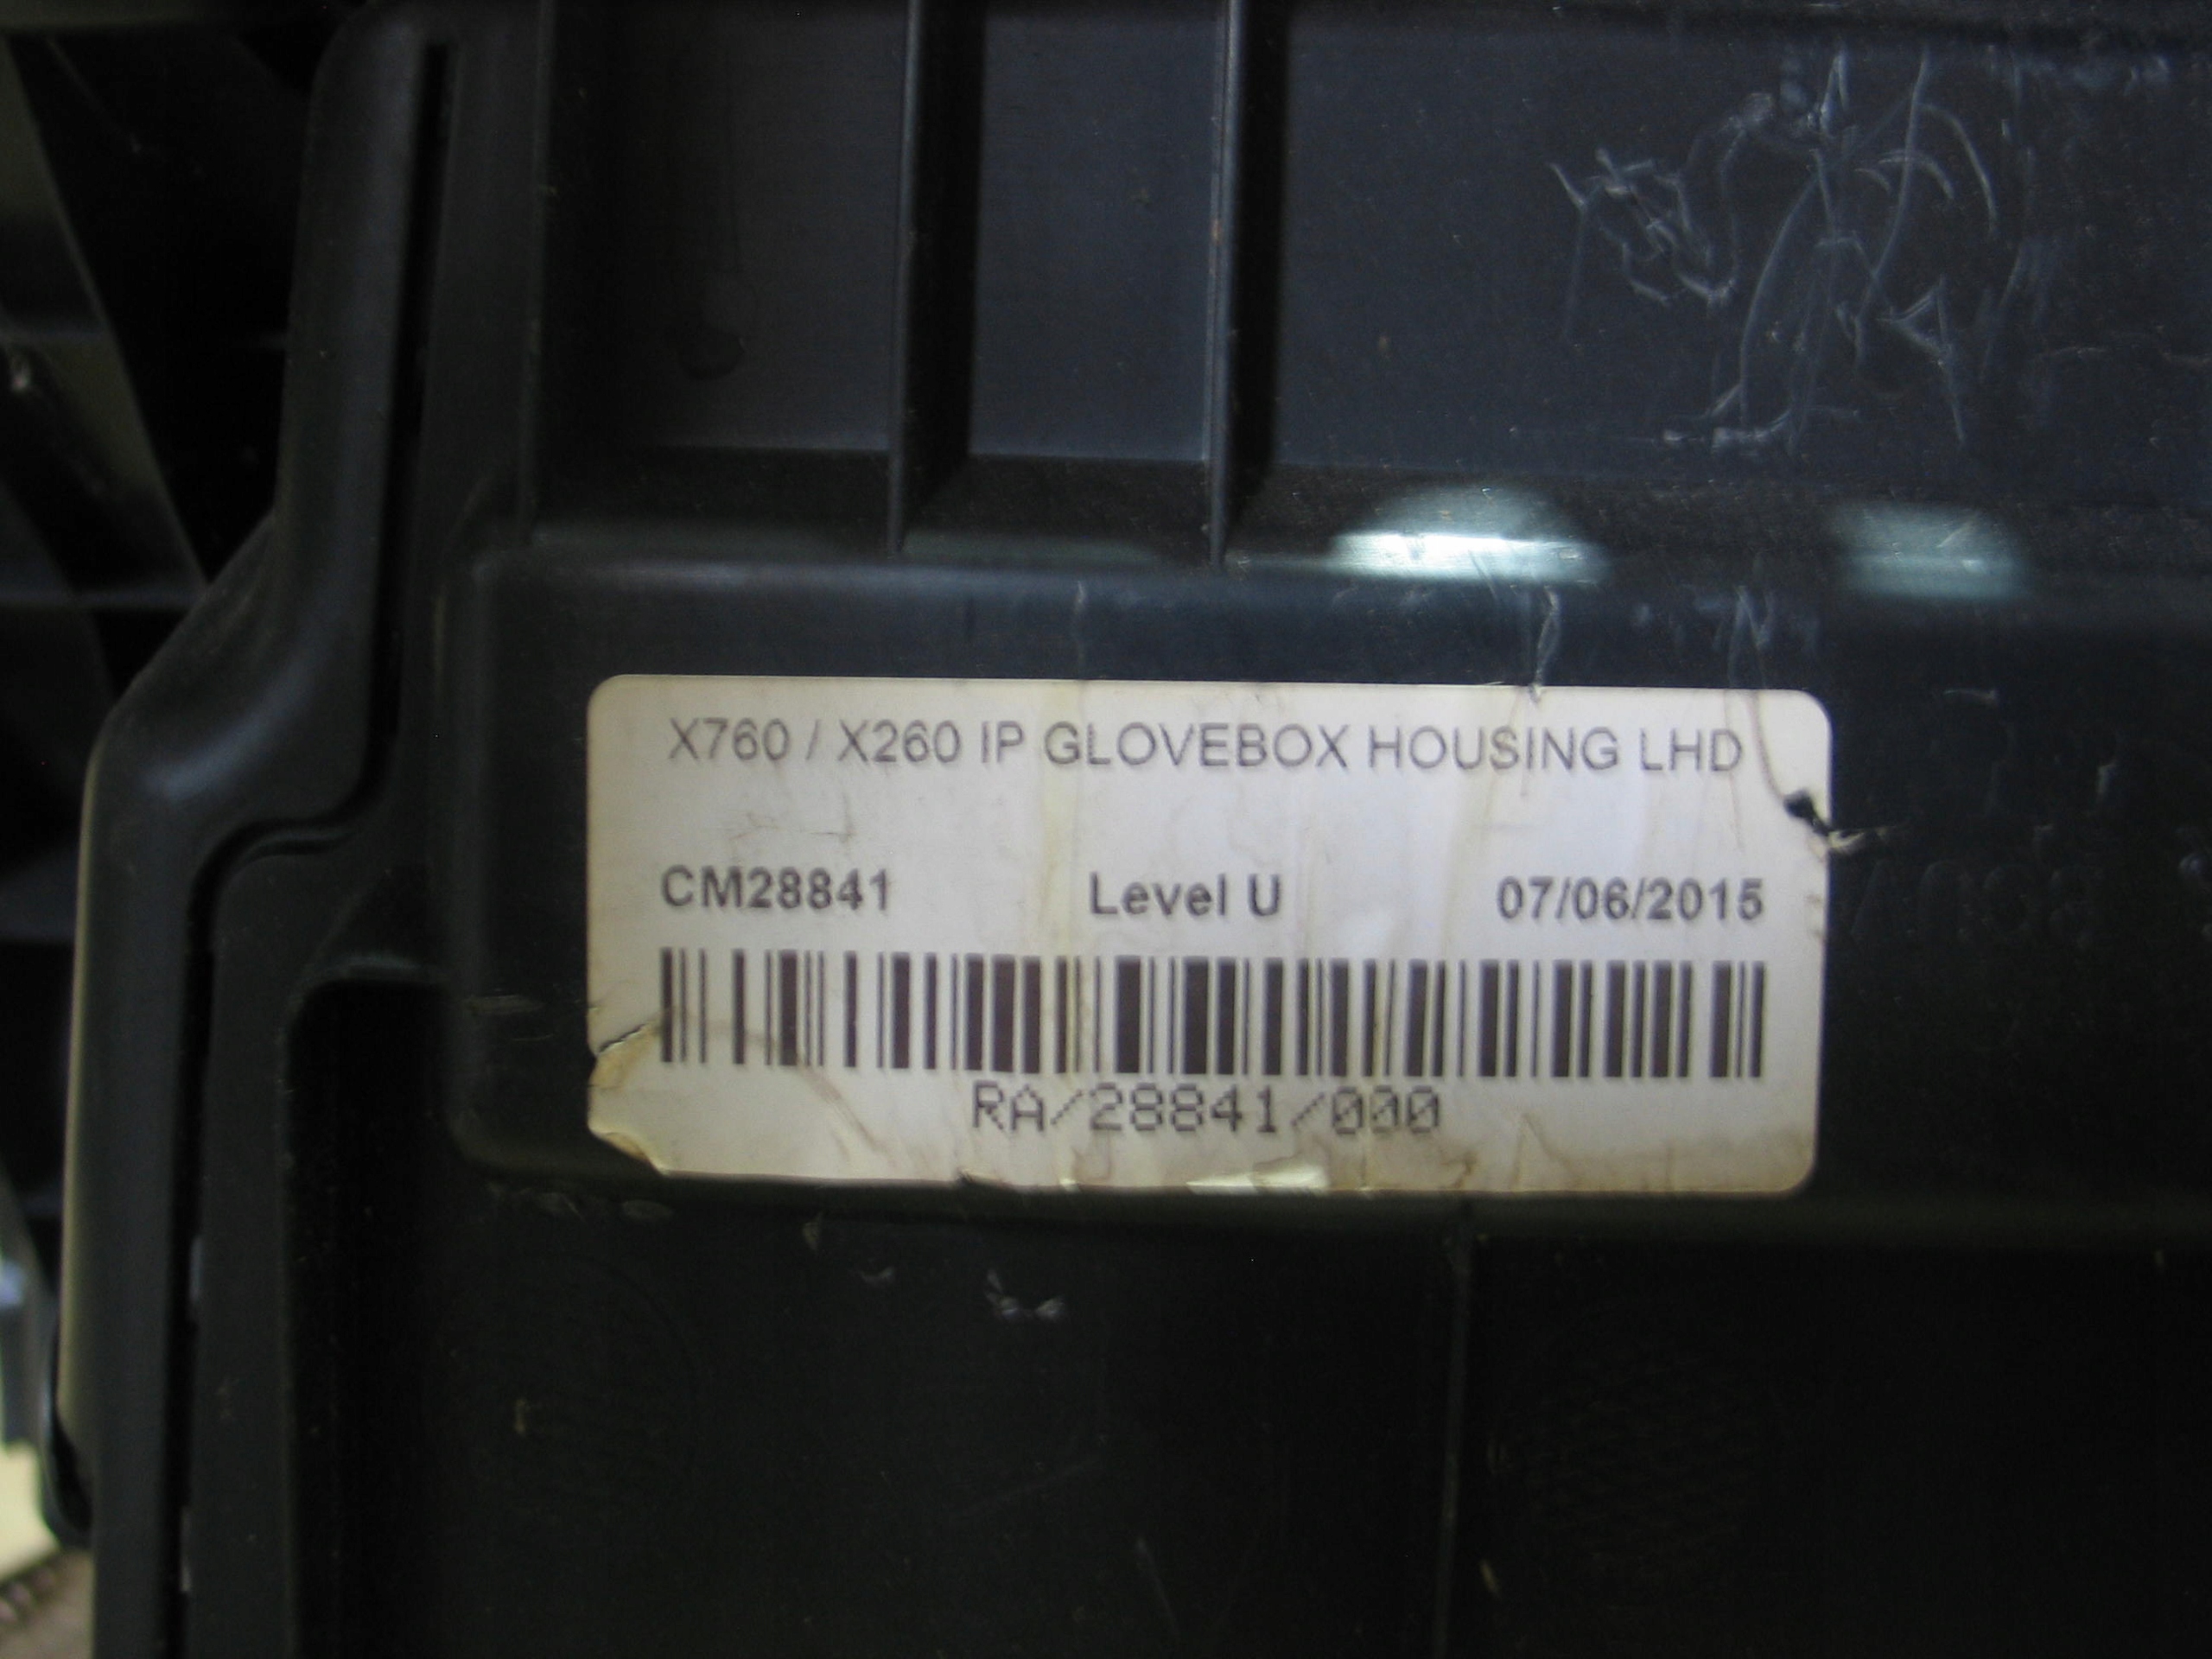 X760 / X260 IP GLOVEBOX HOUSING LHD
CM28841 Level U 07/06/2015
RA/28841/000